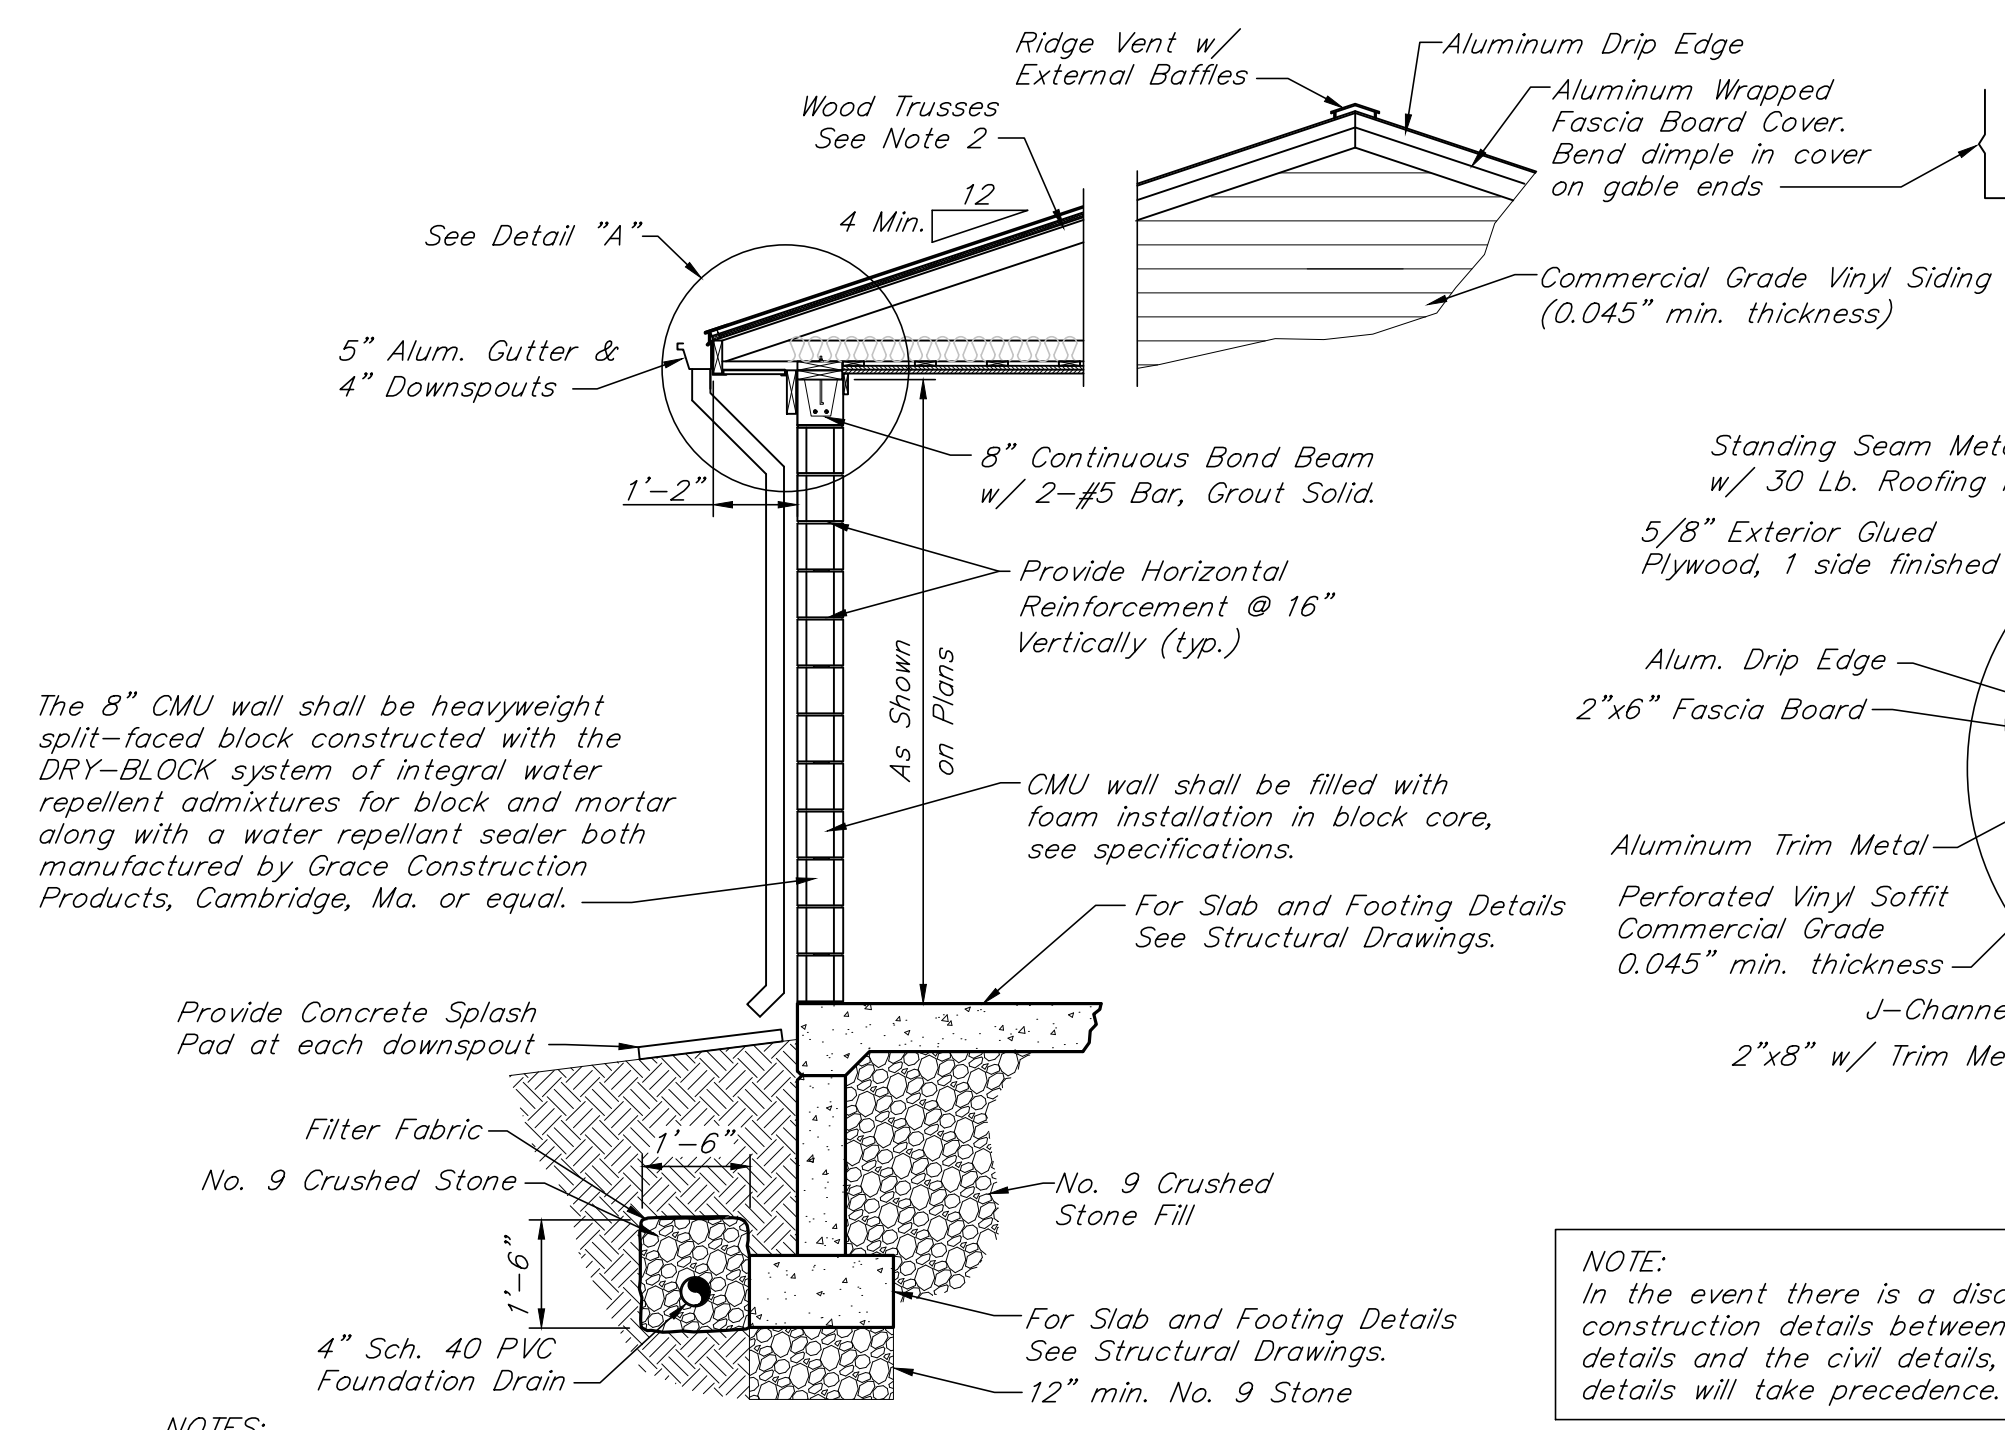 Ridge Vent w/
External Baffles
Aluminum Drip Edge
Aluminum Wrapped
Fascia Board Cover.
Bend dimple in cover
on gable ends
Wood Trusses
See Note 2
12
4 Min.
See Detail "A"
Commercial Grade Vinyl Siding
(0.045" min. thickness)
5" Alum. Gutter &
4" Downspouts
8" Continuous Bond Beam
w/ 2-#5 Bar, Grout Solid.
1'-2"
Standing Seam
w/ 30 Lb. Roofing
5/8" Exterior Glued
Plywood, 1 side finished
Provide Horizontal
Reinforcement @ 16"
Vertically (typ.)
As Shown
on Plans
Alum. Drip Edge
2"x6" Fascia Board
The 8" CMU wall shall be heavyweight
split-faced block constructed with the
DRY-BLOCK system of integral water
repellent admixtures for block and mortar
along with a water repellant sealer both
manufactured by Grace Construction
Products, Cambridge, Ma. or equal.
CMU wall shall be filled with
foam installation in block core,
see specifications.
Aluminum Trim Metal
Perforated Vinyl Soffit
Commercial Grade
0.045" min. thickness
For Slab and Footing Details
See Structural Drawings.
J-Channe
2"x8" w/ Trim Me
Provide Concrete Splash
Pad at each downspout
Filter Fabric
1'-6"
No. 9 Crushed Stone
No. 9 Crushed
Stone Fill
1'-6"
4" Sch. 40 PVC
Foundation Drain
For Slab and Footing Details
See Structural Drawings.
12" min. No. 9 Stone
NOTE:
In the event there is a disc
construction details between
details and the civil details,
details will take precedence.
NOTES: